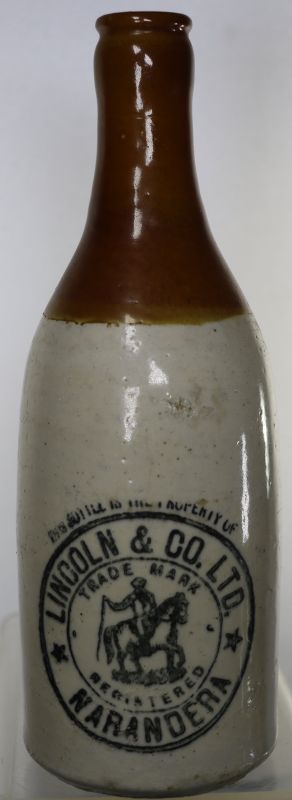 THIS BOTTLE IS THE PROPERTY OF
LINCOLN & CO. LTD.
TRADE MARK
REGISTERED
NARANDERA